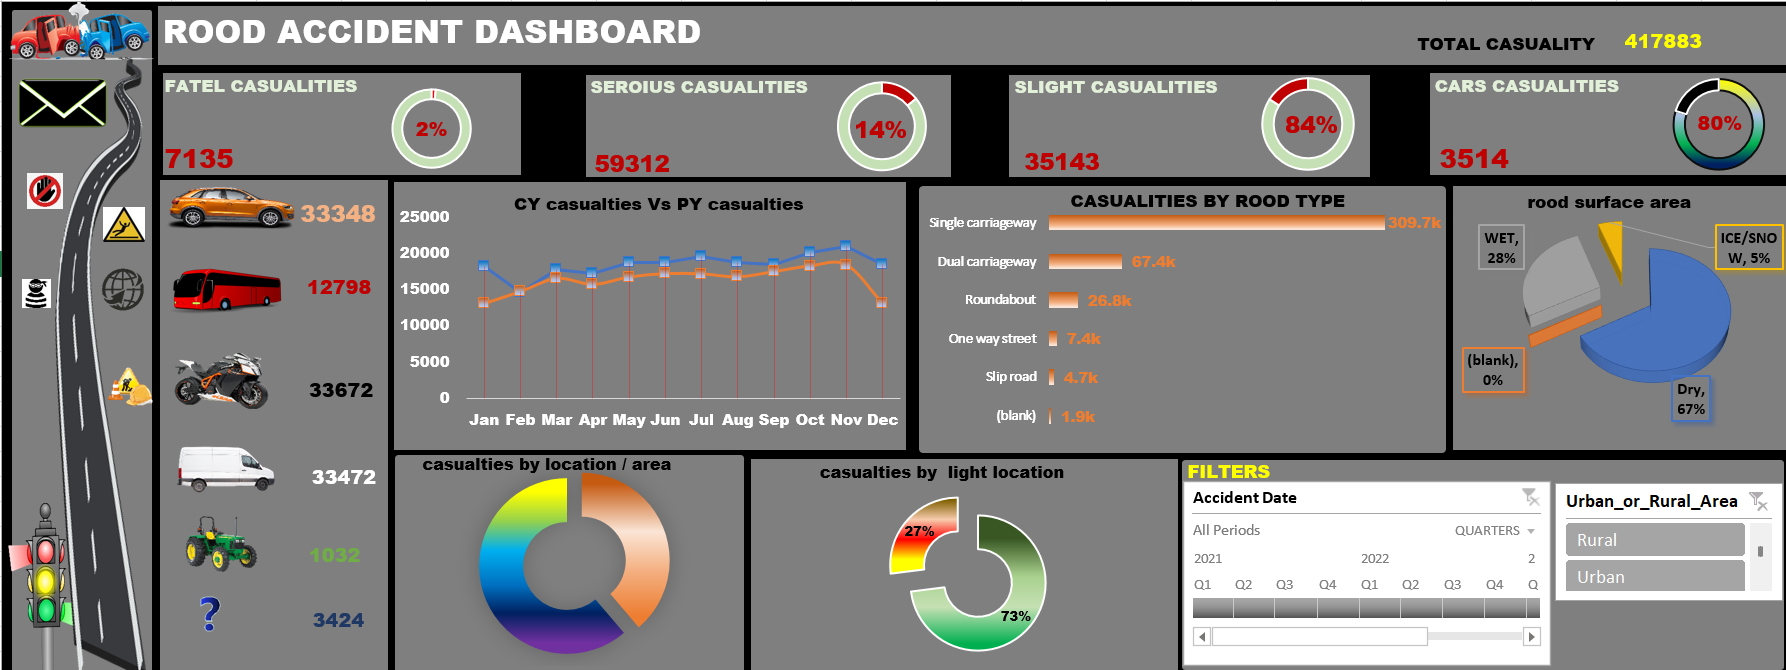 ROOD ACCIDENT DASHBOARD
TOTAL CASUALITY 417883
FATEL CASUALITIES
2%
7135
SEROIUS CASUALITIES
14%
59312
SLIGHT CASUALITIES
84%
35143
CARS CASUALITIES
80%
3514
33348
12798
33672
33472
1032
?
3424
CY casualties Vs PY casualties
25000
20000
15000
10000
5000
0
Jan Feb Mar Apr May Jun Jul Aug Sep Oct Nov Dec
CASUALITIES BY ROOD TYPE
Single carriageway 309.7k
Dual carriageway 67.4k
Roundabout 26.8k
One way street 7.4k
Slip road 4.7k
(blank) 1.9k
rood surface area
WET,
28%
ICE/SNO
W, 5%
(blank),
0%
Dry,
67%
casualties by location / area
casualties by light location
27%
73%
FILTERS
Accident Date
All Periods QUARTERS
2021 2022 2
Q1 Q2 Q3 Q4 Q1 Q2 Q3 Q4 Q
Urban_or_Rural_Area
Rural
Urban